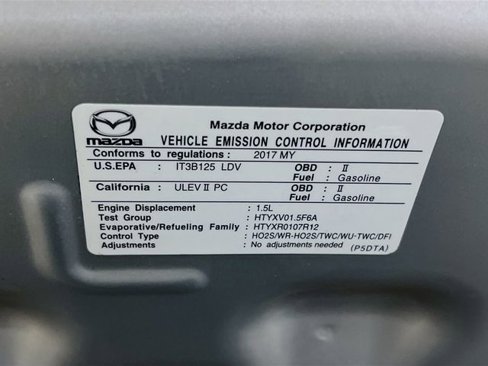 Mazda Motor Corporation
mazda
VEHICLE EMISSION CONTROL INFORMATION
Conforms to regulations : 2017 MY
U.S.EPA : IT3B125 LDV OBD : II
Fuel : Gasoline
California : ULEV II PC OBD : II
Fuel : Gasoline
Engine Displacement : 1.5L
Test Group : HTYXV01.5F6A
Evaporative/Refueling Family : HTYXR0107R12
Control Type : HO2S/WR-HO2S/TWC/WU-TWC/DFI
Adjustments : No adjustments needed (P5DTA)